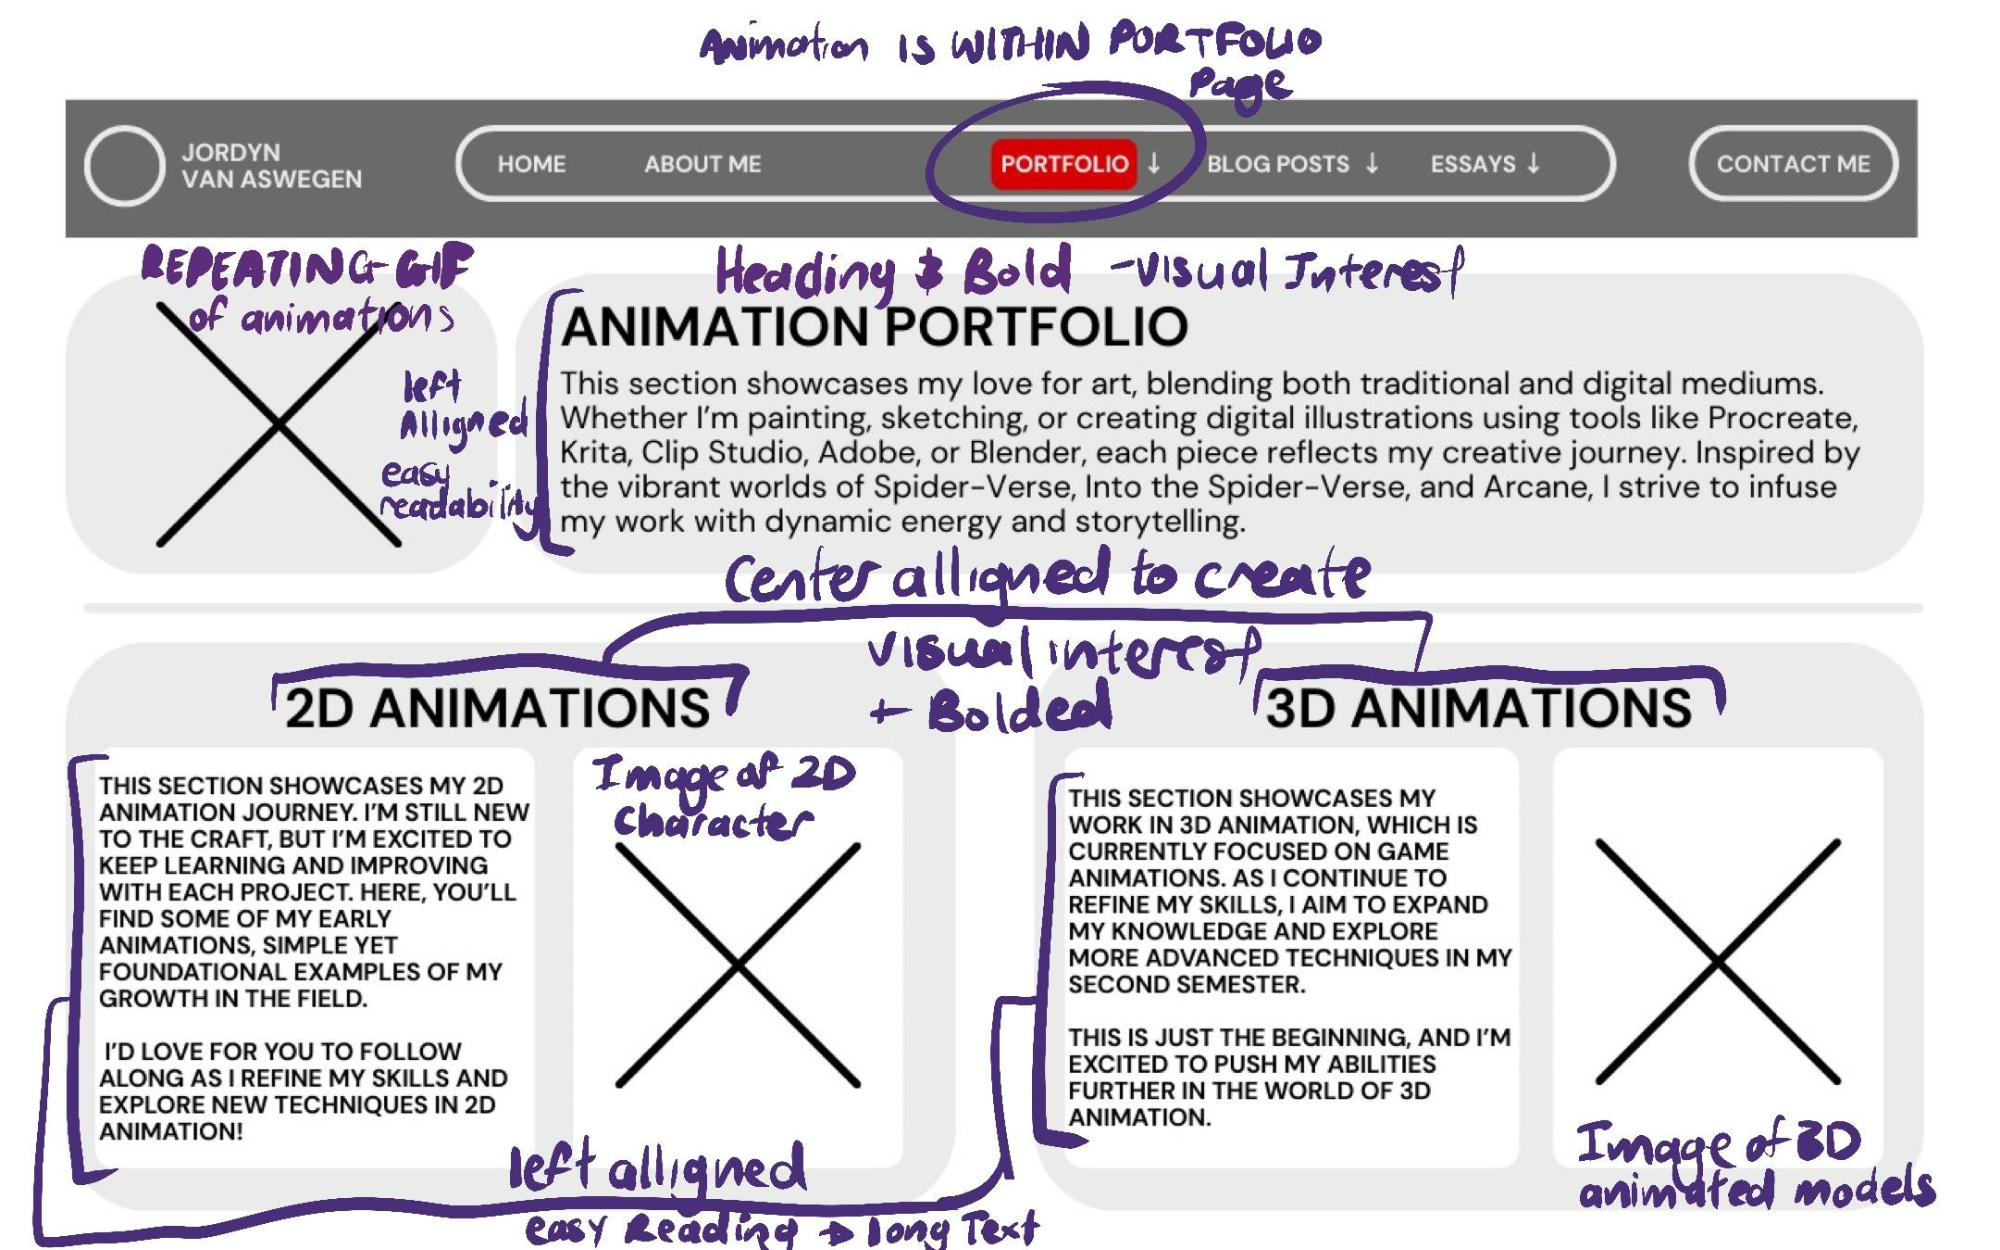 Animation IS WITHIN PORTFOLIO
Page
JORDYN
VAN ASWEGEN
HOME
ABOUT ME
PORTFOLIO ↓
BLOG POSTS ↓
ESSAYS ↓
CONTACT ME
REPEATING GIF
of animations
left
Alligned
easy
readability
Heading & Bold - Visual Interest
ANIMATION PORTFOLIO
This section showcases my love for art, blending both traditional and digital mediums.
Whether I'm painting, sketching, or creating digital illustrations using tools like Procreate,
Krita, Clip Studio, Adobe, or Blender, each piece reflects my creative journey. Inspired by
the vibrant worlds of Spider-Verse, Into the Spider-Verse, and Arcane, I strive to infuse
my work with dynamic energy and storytelling.
Center alligned to create
visual interest
+ Bolded
2D ANIMATIONS
THIS SECTION SHOWCASES MY 2D
ANIMATION JOURNEY. I'M STILL NEW
TO THE CRAFT, BUT I'M EXCITED TO
KEEP LEARNING AND IMPROVING
WITH EACH PROJECT. HERE, YOU'LL
FIND SOME OF MY EARLY
ANIMATIONS, SIMPLE YET
FOUNDATIONAL EXAMPLES OF MY
GROWTH IN THE FIELD.
I'D LOVE FOR YOU TO FOLLOW
ALONG AS I REFINE MY SKILLS AND
EXPLORE NEW TECHNIQUES IN 2D
ANIMATION!
Image of 2D
Character
3D ANIMATIONS
THIS SECTION SHOWCASES MY
WORK IN 3D ANIMATION, WHICH IS
CURRENTLY FOCUSED ON GAME
ANIMATIONS. AS I CONTINUE TO
REFINE MY SKILLS, I AIM TO EXPAND
MY KNOWLEDGE AND EXPLORE
MORE ADVANCED TECHNIQUES IN MY
SECOND SEMESTER.
THIS IS JUST THE BEGINNING, AND I'M
EXCITED TO PUSH MY ABILITIES
FURTHER IN THE WORLD OF 3D
ANIMATION.
Image of 3D
animated models
left alligned
easy Reading → long Text